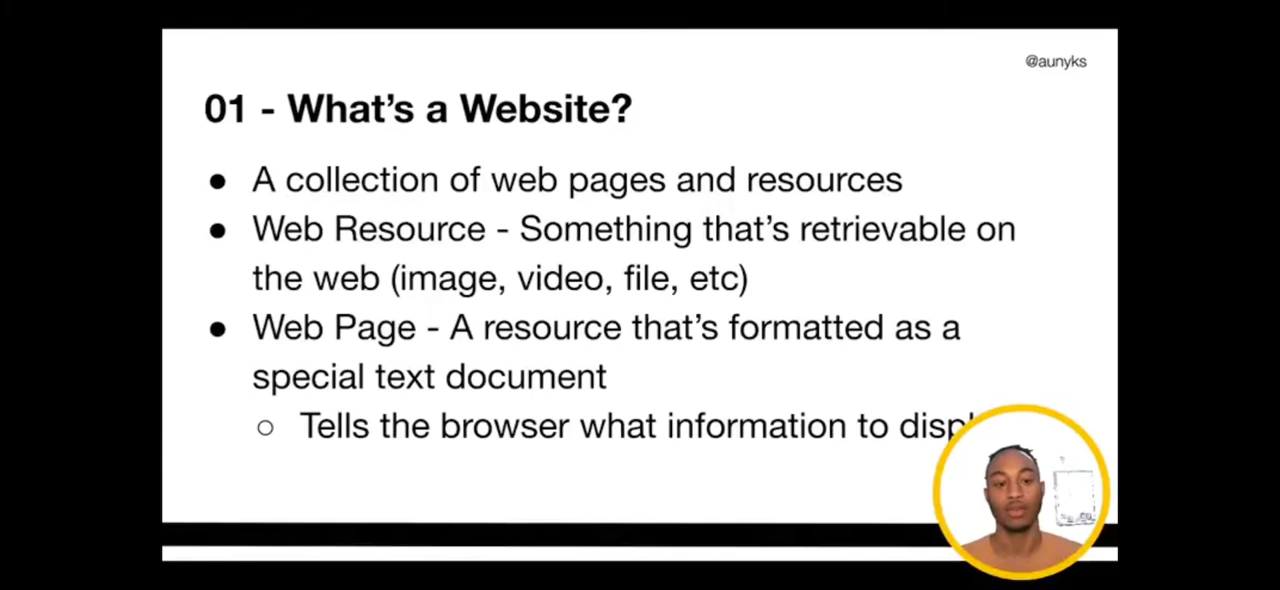 @aunyks
01 - What's a Website?
● A collection of web pages and resources
● Web Resource - Something that's retrievable on
the web (image, video, file, etc)
● Web Page - A resource that's formatted as a
special text document
○ Tells the browser what information to